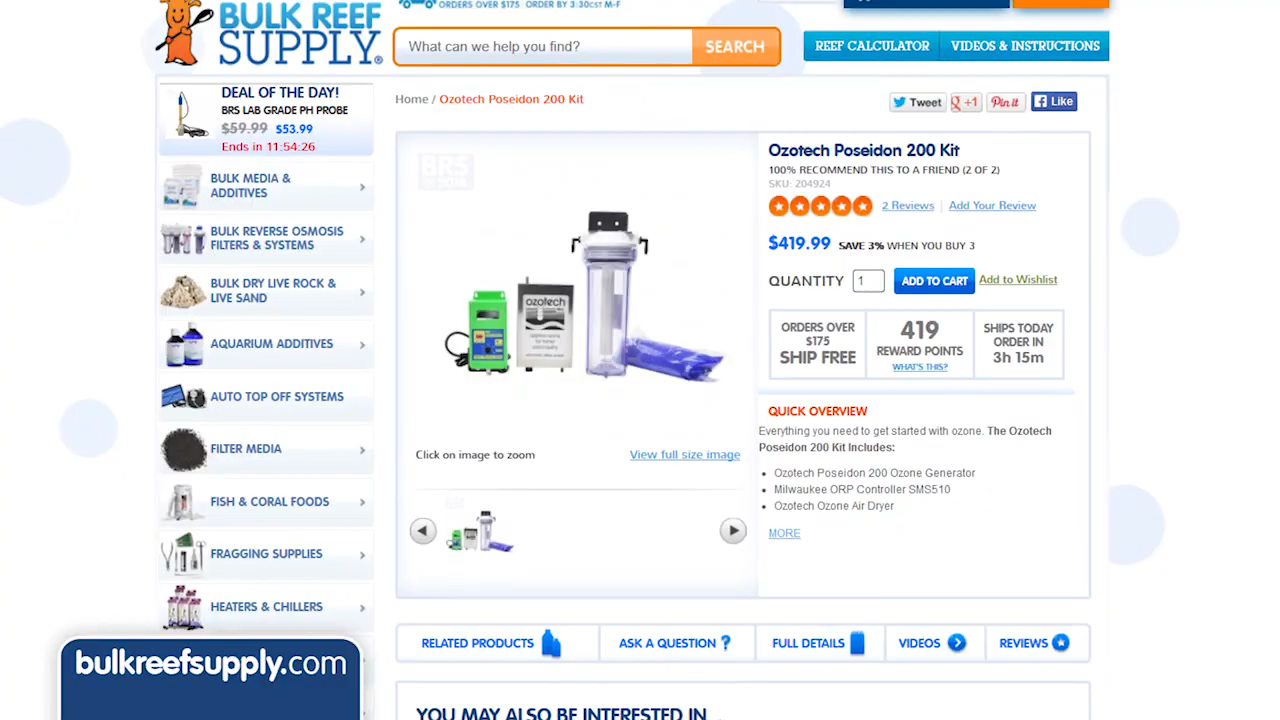 ORDERS OVER $175 · ORDER BY 3:30CST M-F
BULK REEF
SUPPLY®
What can we help you find?
SEARCH
REEF CALCULATOR
VIDEOS & INSTRUCTIONS
DEAL OF THE DAY!
BRS LAB GRADE PH PROBE
$59.99 $53.99
Ends in 11:54:26
Home / Ozotech Poseidon 200 Kit
Tweet
g +1
Pin it
Like
BULK MEDIA &
ADDITIVES
BULK REVERSE OSMOSIS
FILTERS & SYSTEMS
BULK DRY LIVE ROCK &
LIVE SAND
AQUARIUM ADDITIVES
AUTO TOP OFF SYSTEMS
FILTER MEDIA
FISH & CORAL FOODS
FRAGGING SUPPLIES
HEATERS & CHILLERS
BRS
ozotech
Click on image to zoom
View full size image
Ozotech Poseidon 200 Kit
100% RECOMMEND THIS TO A FRIEND (2 OF 2)
SKU: 204924
2 Reviews | Add Your Review
$419.99 SAVE 3% WHEN YOU BUY 3
QUANTITY 1 ADD TO CART Add to Wishlist
ORDERS OVER
$175
SHIP FREE
419
REWARD POINTS
WHAT'S THIS?
SHIPS TODAY
ORDER IN
3h 15m
QUICK OVERVIEW
Everything you need to get started with ozone. The Ozotech
Poseidon 200 Kit Includes:
Ozotech Poseidon 200 Ozone Generator
Milwaukee ORP Controller SMS510
Ozotech Ozone Air Dryer
MORE
RELATED PRODUCTS
ASK A QUESTION ?
FULL DETAILS
VIDEOS
REVIEWS
YOU MAY ALSO BE INTERESTED IN...
bulkreefsupply.com